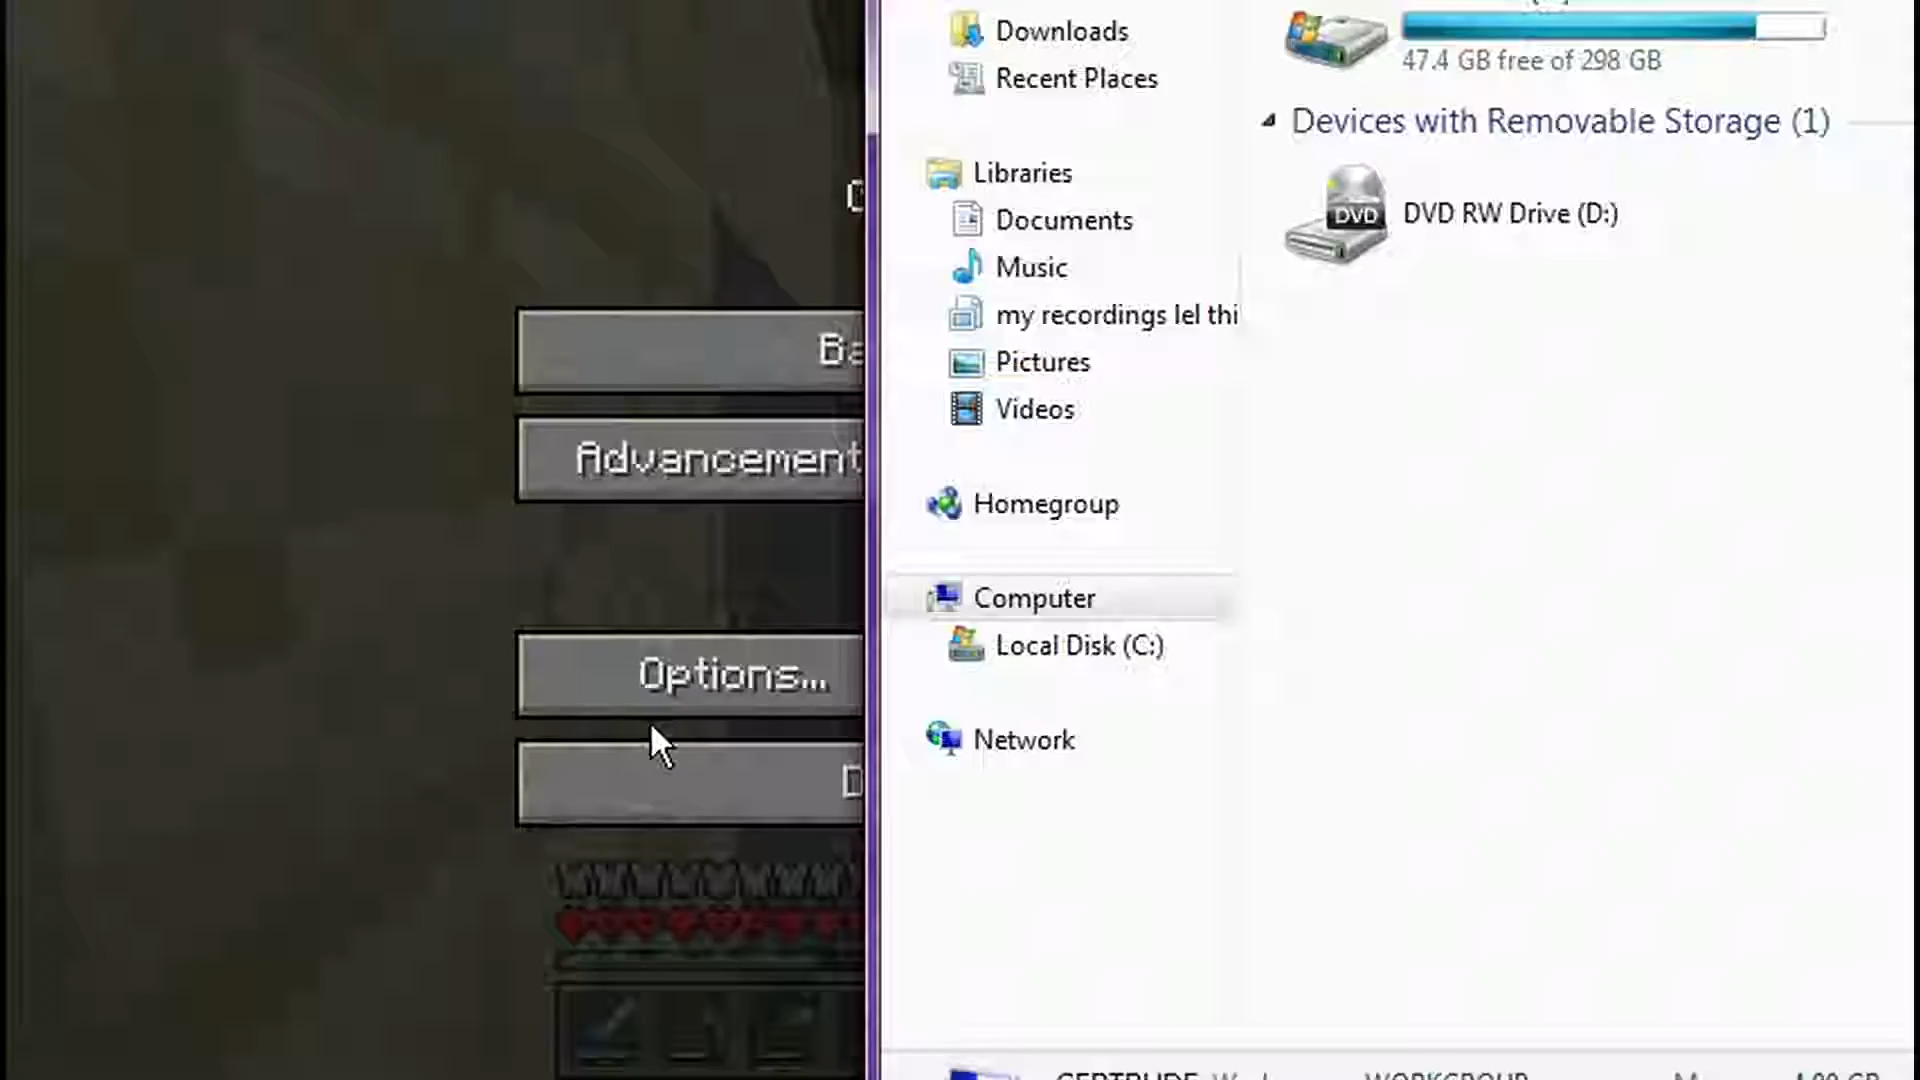 Downloads
Recent Places
Libraries
Documents
Music
my recordings lel thi
Pictures
Videos
Homegroup
Computer
Local Disk (C:)
Network
47.4 GB free of 298 GB
Devices with Removable Storage (1)
DVD
DVD RW Drive (D:)
Ba
Advancement
Options...